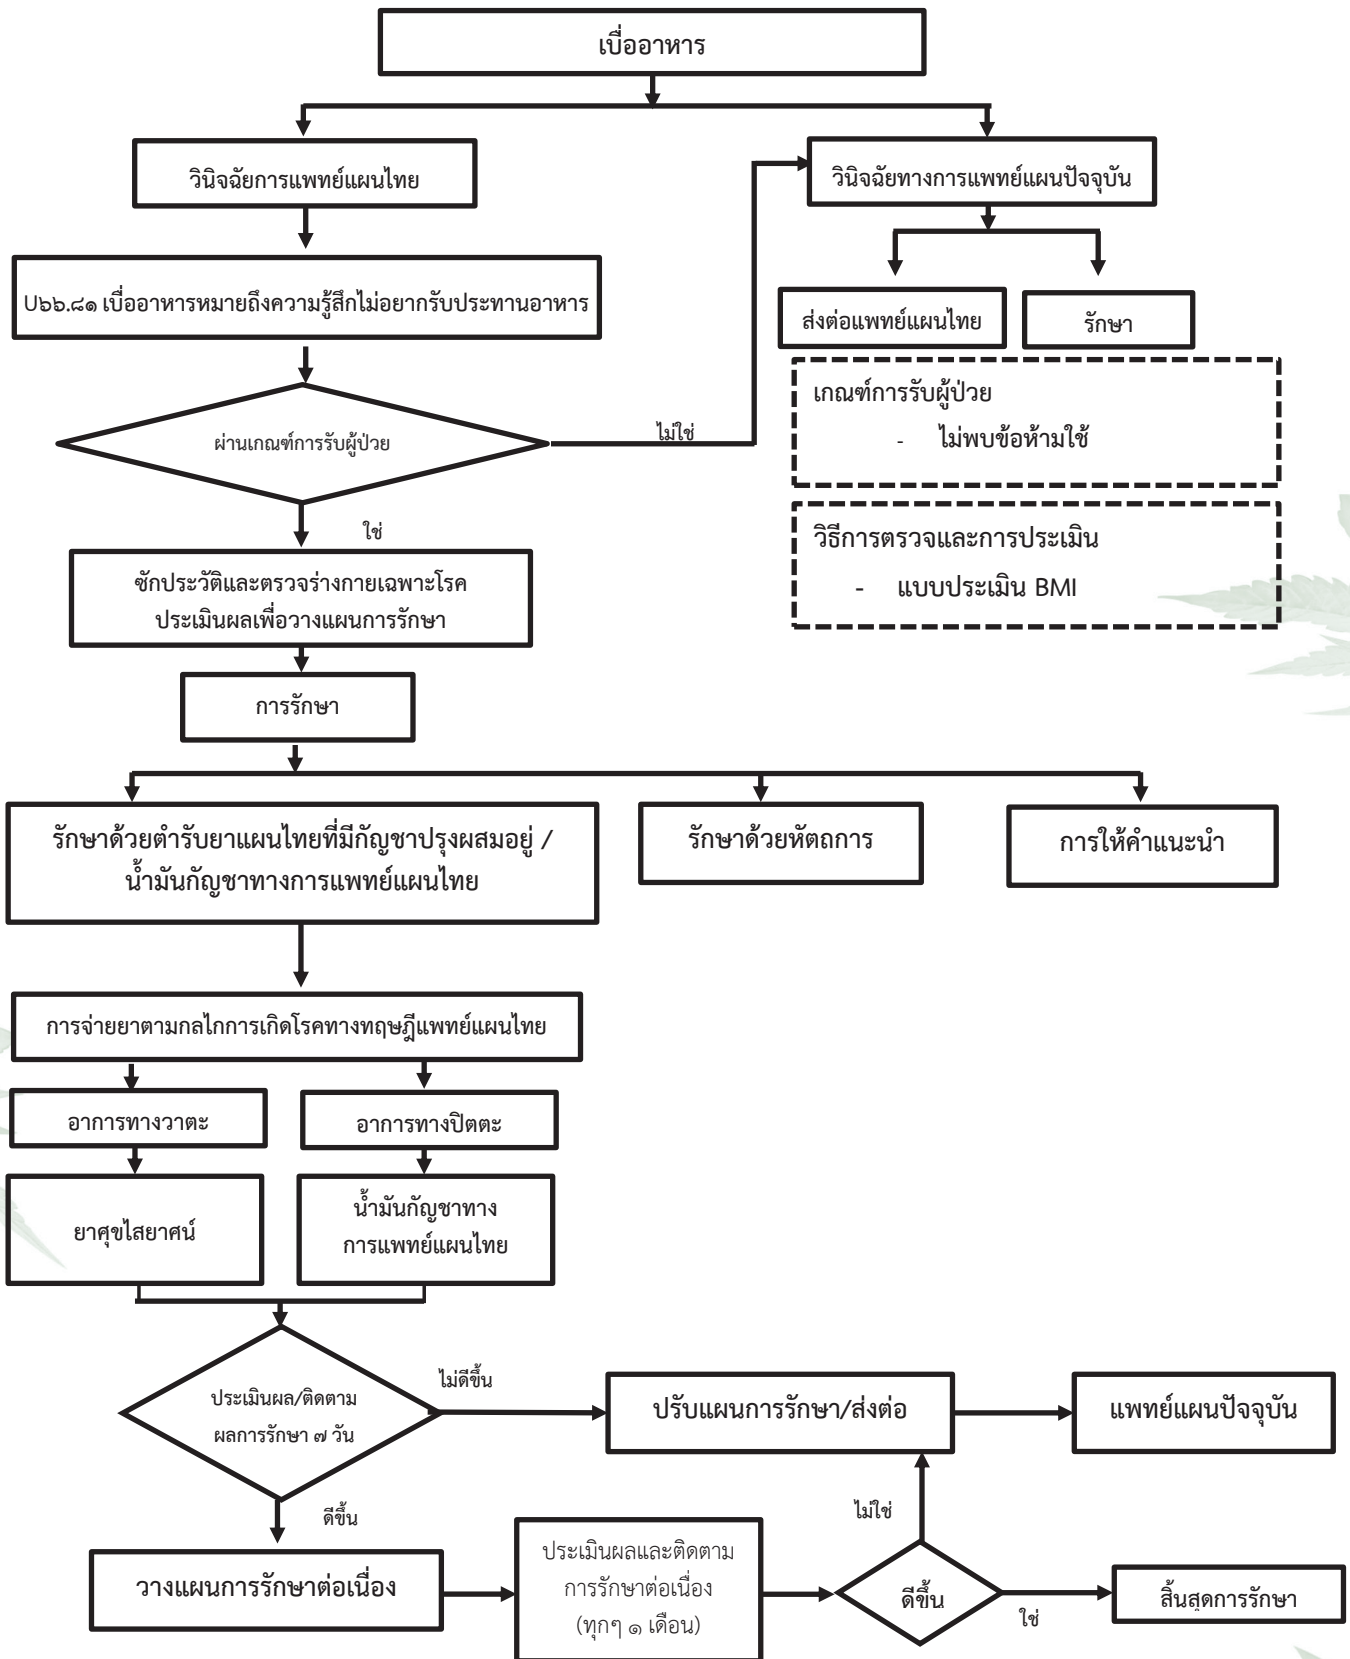 เบื่ออาหาร
วินิจฉัยการแพทย์แผนไทย
วินิจฉัยทางการแพทย์แผนปัจจุบัน
U๖๖.๘๑ เบื่ออาหารหมายถึงความรู้สึกไม่อยากรับประทานอาหาร
ส่งต่อแพทย์แผนไทย
รักษา
เกณฑ์การรับผู้ป่วย
- ไม่พบข้อห้ามใช้
ผ่านเกณฑ์การรับผู้ป่วย
ไม่ใช่
ใช่
วิธีการตรวจและการประเมิน
- แบบประเมิน BMI
ซักประวัติและตรวจร่างกายเฉพาะโรค
ประเมินผลเพื่อวางแผนการรักษา
การรักษา
รักษาด้วยตำรับยาแผนไทยที่มีกัญชาปรุงผสมอยู่ /
น้ำมันกัญชาทางการแพทย์แผนไทย
รักษาด้วยหัตถการ
การให้คำแนะนำ
การจ่ายยาตามกลไกการเกิดโรคทางทฤษฎีแพทย์แผนไทย
อาการทางวาตะ
อาการทางปิตตะ
ยาศุขไสยาศน์
น้ำมันกัญชาทาง
การแพทย์แผนไทย
ประเมินผล/ติดตาม
ผลการรักษา ๗ วัน
ไม่ดีขึ้น
ปรับแผนการรักษา/ส่งต่อ
แพทย์แผนปัจจุบัน
ดีขึ้น
วางแผนการรักษาต่อเนื่อง
ประเมินผลและติดตาม
การรักษาต่อเนื่อง
(ทุกๆ ๑ เดือน)
ไม่ใช่
ดีขึ้น
ใช่
สิ้นสุดการรักษา